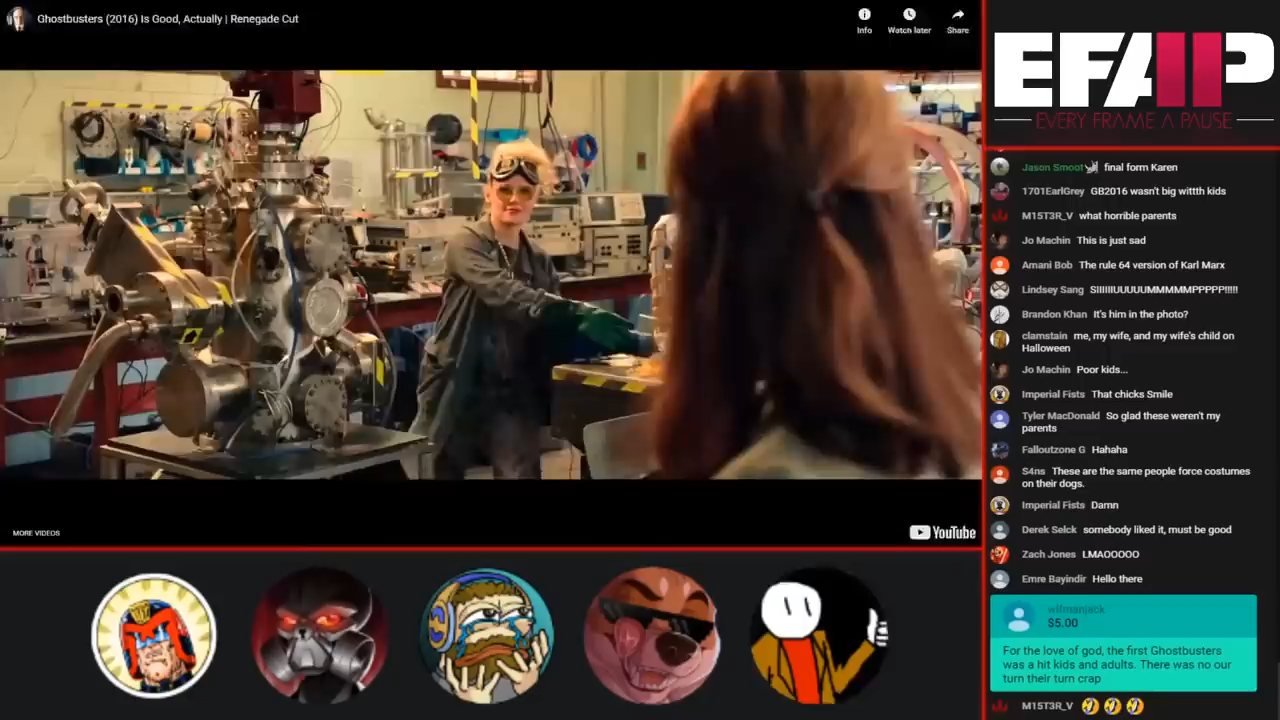 Ghostbusters (2016) Is Good, Actually | Renegade Cut
Info
Watch later
Share
MORE VIDEOS
YouTube
EFAP
EVERY FRAME A PAUSE
Jason Smoot final form Karen
1701EarlGrey GB2016 wasn't big wittth kids
M15T3R_V what horrible parents
Jo Machin This is just sad
Amani Bob The rule 64 version of Karl Marx
Lindsey Sang SIIIIIIUUUUUMMMMMPPPPP!!!!!
Brandon Khan It's him in the photo?
clamstain me, my wife, and my wife's child on
Halloween
Jo Machin Poor kids...
Imperial Fists That chicks Smile
Tyler MacDonald So glad these weren't my
parents
Falloutzone G Hahaha
S4ns These are the same people force costumes
on their dogs.
Imperial Fists Damn
Derek Selck somebody liked it, must be good
Zach Jones LMAOOOOO
Emre Bayindir Hello there
wifmanjack
$5.00
For the love of god, the first Ghostbusters
was a hit kids and adults. There was no our
turn their turn crap
M15T3R_V 🤣 🤣 🤣